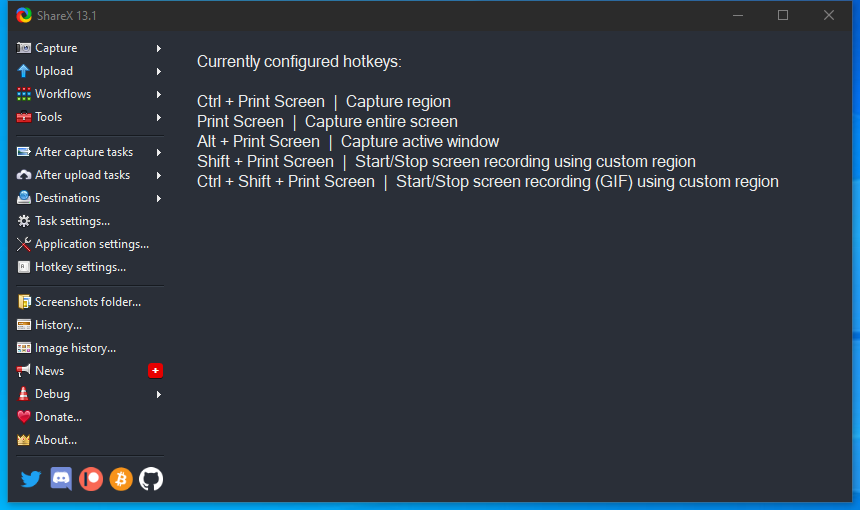 ShareX 13.1
Capture
Upload
Workflows
Tools
After capture tasks
After upload tasks
Destinations
Task settings...
Application settings...
Hotkey settings...
Screenshots folder...
History...
Image history...
News
Debug
Donate...
About...
Currently configured hotkeys:
Ctrl + Print Screen | Capture region
Print Screen | Capture entire screen
Alt + Print Screen | Capture active window
Shift + Print Screen | Start/Stop screen recording using custom region
Ctrl + Shift + Print Screen | Start/Stop screen recording (GIF) using custom region